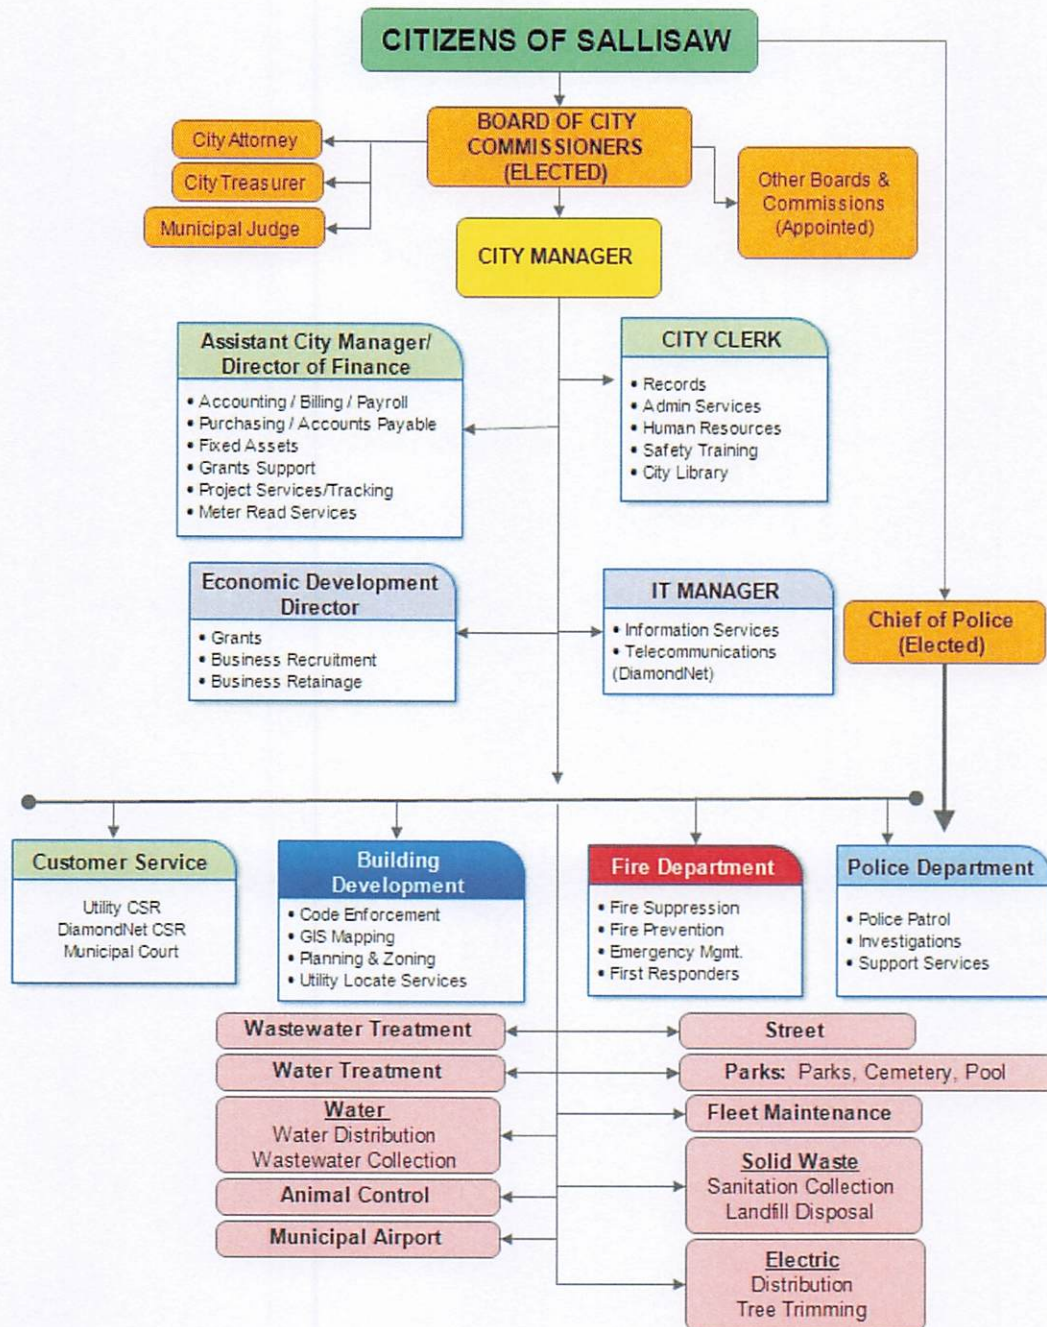 CITIZENS OF SALLISAW
BOARD OF CITY
COMMISSIONERS
(ELECTED)
City Attorney
City Treasurer
Municipal Judge
Other Boards &
Commissions
(Appointed)
CITY MANAGER
Assistant City Manager/
Director of Finance
• Accounting / Billing / Payroll
• Purchasing / Accounts Payable
• Fixed Assets
• Grants Support
• Project Services/Tracking
• Meter Read Services
CITY CLERK
• Records
• Admin Services
• Human Resources
• Safety Training
• City Library
Economic Development
Director
• Grants
• Business Recruitment
• Business Retainage
IT MANAGER
• Information Services
• Telecommunications
(DiamondNet)
Chief of Police
(Elected)
Customer Service
Utility CSR
DiamondNet CSR
Municipal Court
Building
Development
• Code Enforcement
• GIS Mapping
• Planning & Zoning
• Utility Locate Services
Fire Department
• Fire Suppression
• Fire Prevention
• Emergency Mgmt.
• First Responders
Police Department
• Police Patrol
• Investigations
• Support Services
Wastewater Treatment
Water Treatment
Water
Water Distribution
Wastewater Collection
Animal Control
Municipal Airport
Street
Parks: Parks, Cemetery, Pool
Fleet Maintenance
Solid Waste
Sanitation Collection
Landfill Disposal
Electric
Distribution
Tree Trimming